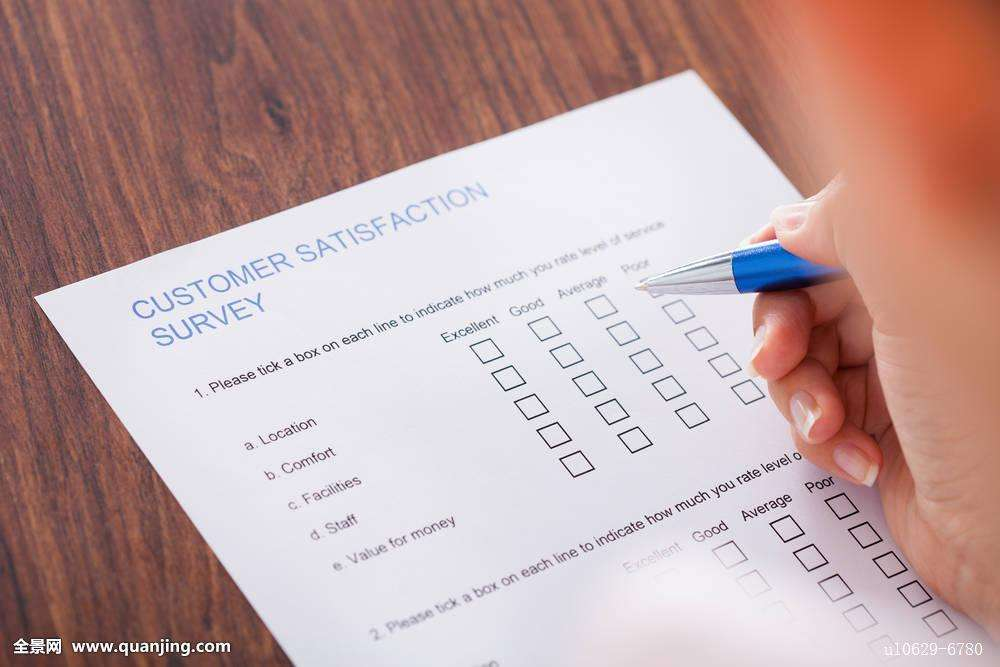 CUSTOMER SATISFACTION
SURVEY
1. Please tick a box on each line to indicate how much you rate level of service
Excellent Good Average Poor
a. Location
b. Comfort
c. Facilities
d. Staff
e. Value for money
2. Please tick a box on each line to indicate how much you rate level o
Excellent Good Average Poor
全景网 www.quanjing.com
u10629-6780